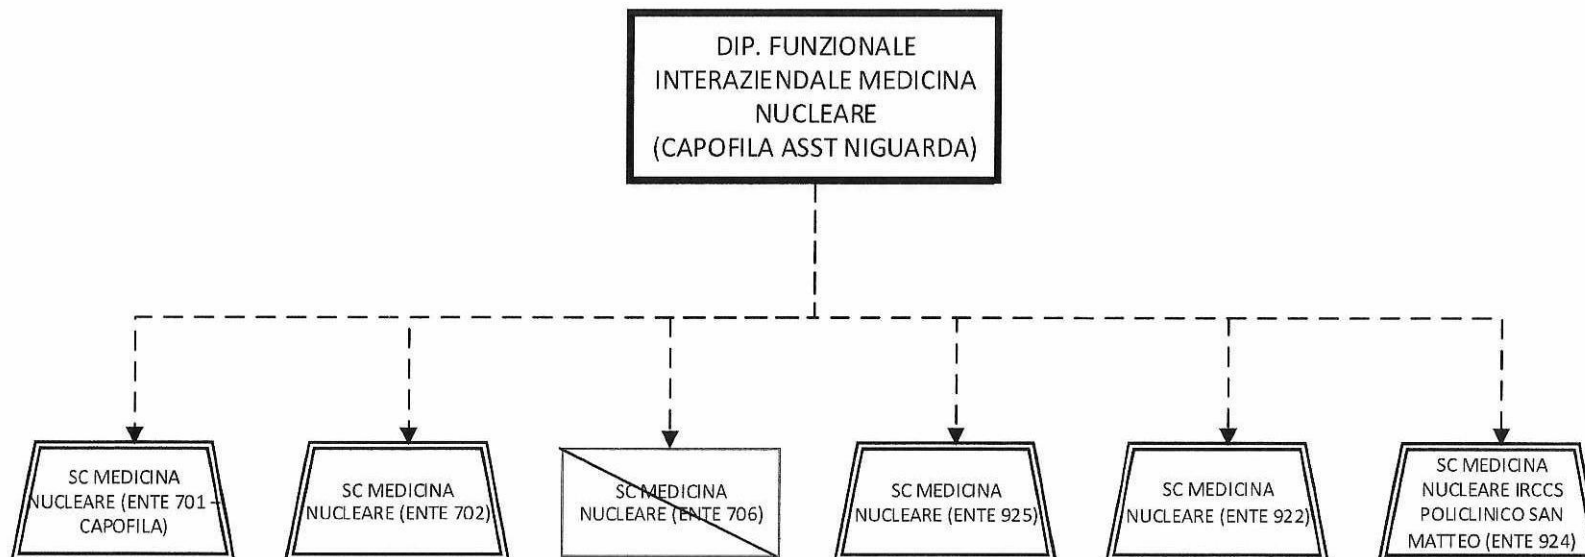 DIP. FUNZIONALE
INTERAZIENDALE MEDICINA
NUCLEARE
(CAPOFILA ASST NIGUARDA)
SC MEDICINA
NUCLEARE (ENTE 701 –
CAPOFILA)
SC MEDICINA
NUCLEARE (ENTE 702)
SC MEDICINA
NUCLEARE (ENTE 706)
SC MEDICINA
NUCLEARE (ENTE 925)
SC MEDICINA
NUCLEARE (ENTE 922)
SC MEDICINA
NUCLEARE IRCCS
POLICLINICO SAN
MATTEO (ENTE 924)